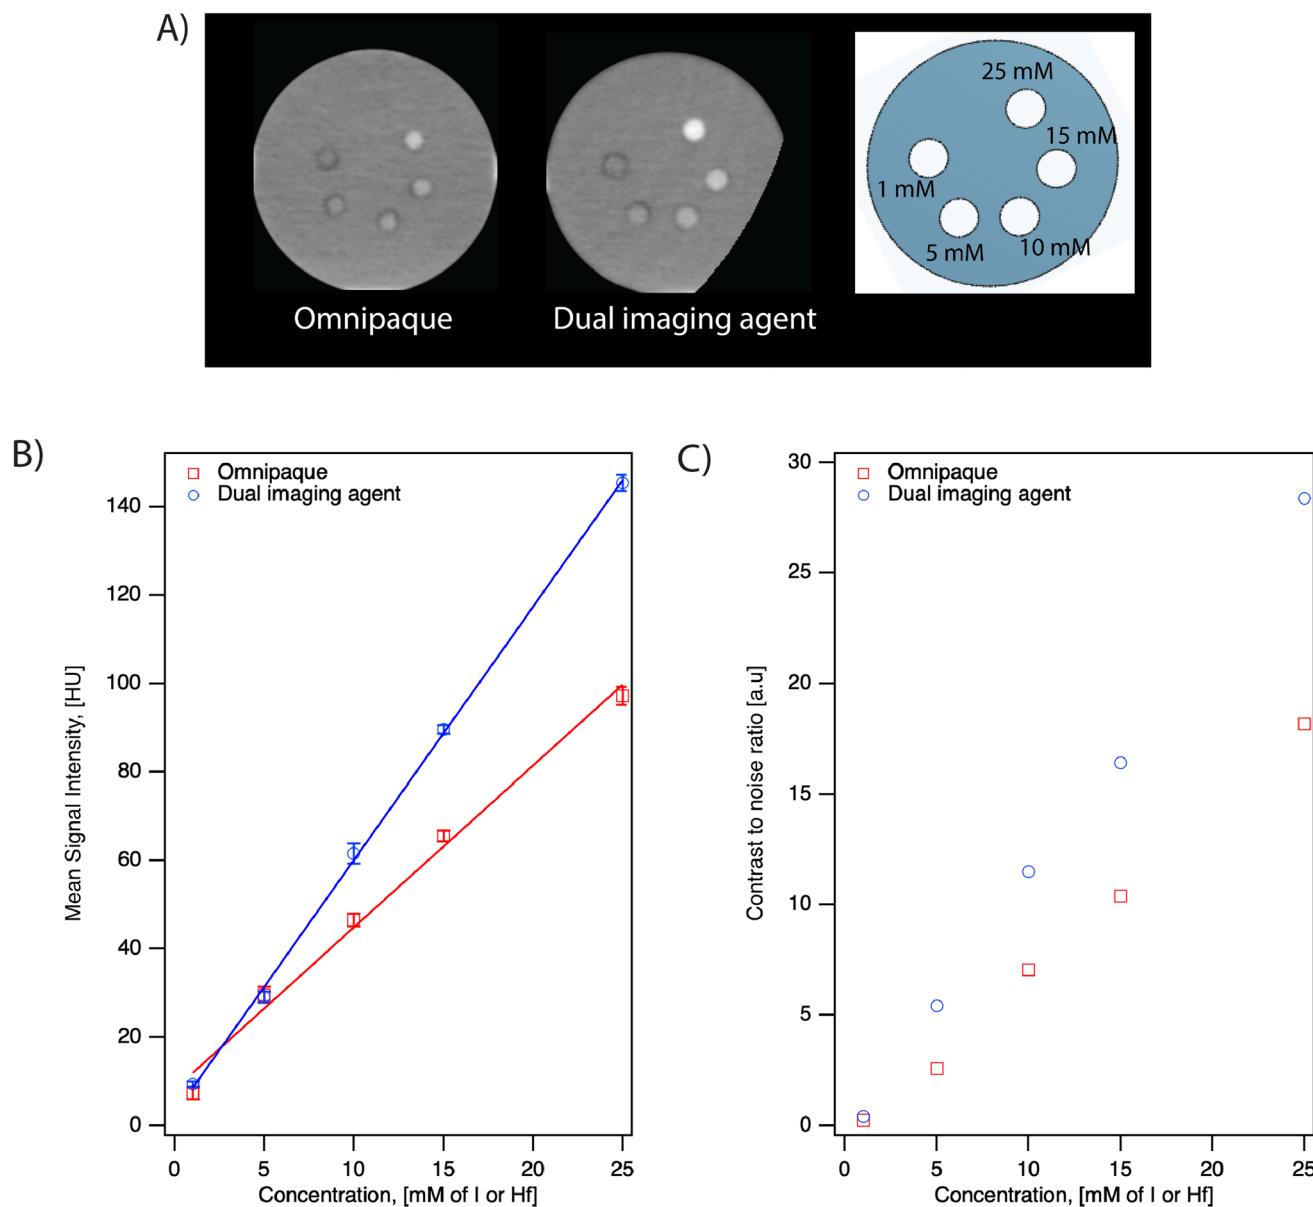 A)
25 mM
15 mM
1 mM
5 mM
10 mM
Omnipaque
Dual imaging agent
B)
Omnipaque
Dual imaging agent
140
120
100
80
60
40
20
0
Mean Signal Intensity, [HU]
0
5
10
15
20
25
Concentration, [mM of I or Hf]
C)
Omnipaque
Dual imaging agent
30
25
20
15
10
5
0
Contrast to noise ratio [a.u]
0
5
10
15
20
25
Concentration, [mM of I or Hf]